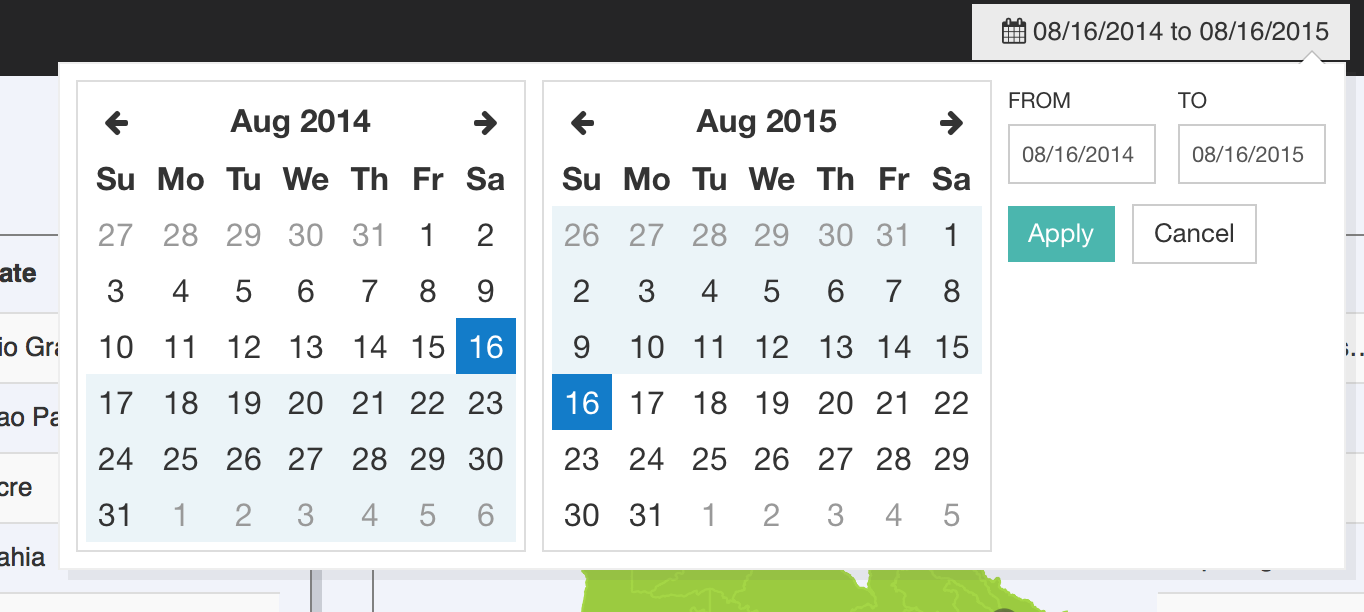 08/16/2014 to 08/16/2015
Aug 2014
Su Mo Tu We Th Fr Sa
27 28 29 30 31 1 2
3 4 5 6 7 8 9
10 11 12 13 14 15 16
17 18 19 20 21 22 23
24 25 26 27 28 29 30
31 1 2 3 4 5 6
Aug 2015
Su Mo Tu We Th Fr Sa
26 27 28 29 30 31 1
2 3 4 5 6 7 8
9 10 11 12 13 14 15
16 17 18 19 20 21 22
23 24 25 26 27 28 29
30 31 1 2 3 4 5
FROM TO
08/16/2014 08/16/2015
Apply Cancel
ate
io Gra
ao Pa
cre
ahia